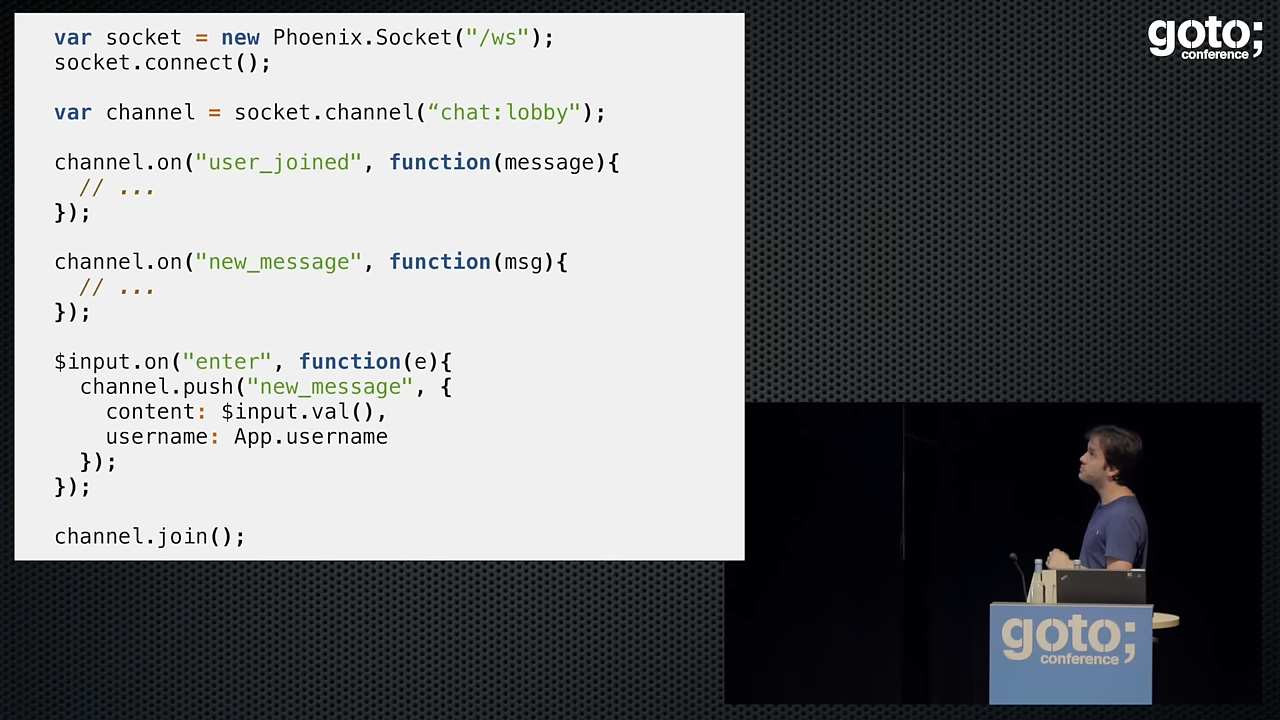 var socket = new Phoenix.Socket("/ws");
socket.connect();
var channel = socket.channel(“chat:lobby");
channel.on("user_joined", function(message){
  // ...
});
channel.on("new_message", function(msg){
  // ...
});
$input.on("enter", function(e){
  channel.push("new_message", {
    content: $input.val(),
    username: App.username
  });
});
channel.join();
goto;
conference
goto;
conference